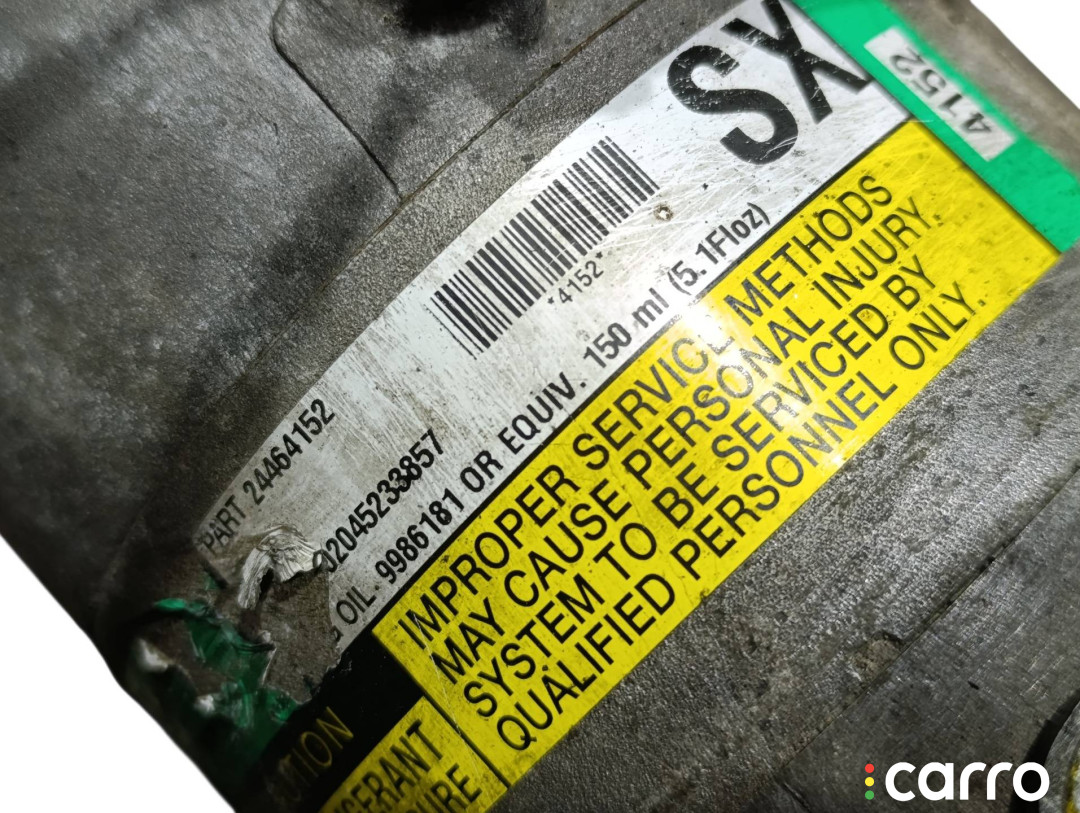 SX
4152
*4152*
PART 24464152
02045233857
OIL. 9986181 OR EQUIV. 150 ml (5.1Floz)
IMPROPER SERVICE METHODS
MAY CAUSE PERSONAL INJURY.
SYSTEM TO BE SERVICED BY
QUALIFIED PERSONNEL ONLY.
carro